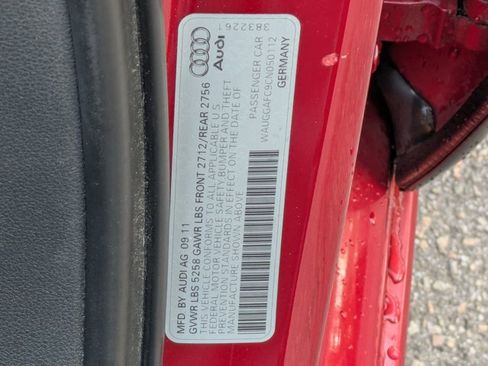 Audi
3832261
MFD. BY AUDI AG 09.11
GVWR LBS 5258 GAWR LBS FRONT 2712/REAR 2756
THIS VEHICLE CONFORMS TO ALL APPLICABLE U.S.
FEDERAL MOTOR VEHICLE SAFETY, BUMPER AND THEFT
PREVENTION STANDARDS IN EFFECT ON THE DATE OF
MANUFACTURE SHOWN ABOVE
PASSENGER CAR
WAUGGAFC9CN050112
GERMANY